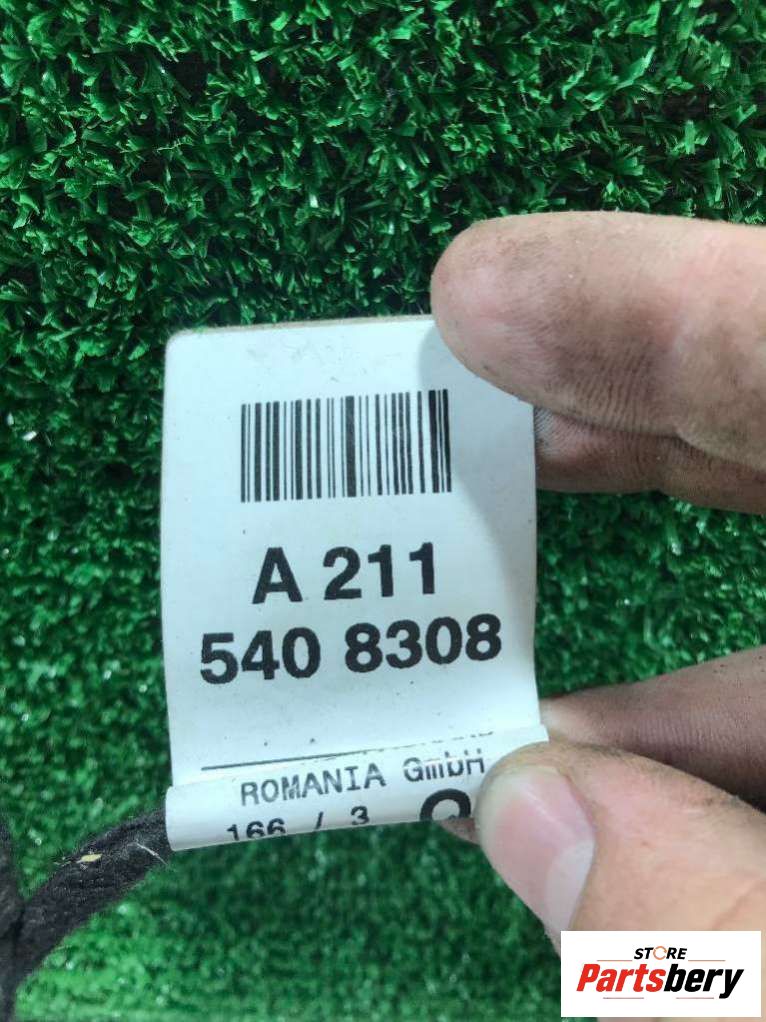 A 211
540 8308
ROMANIA GmbH
166 / 3
STORE
Partsbery